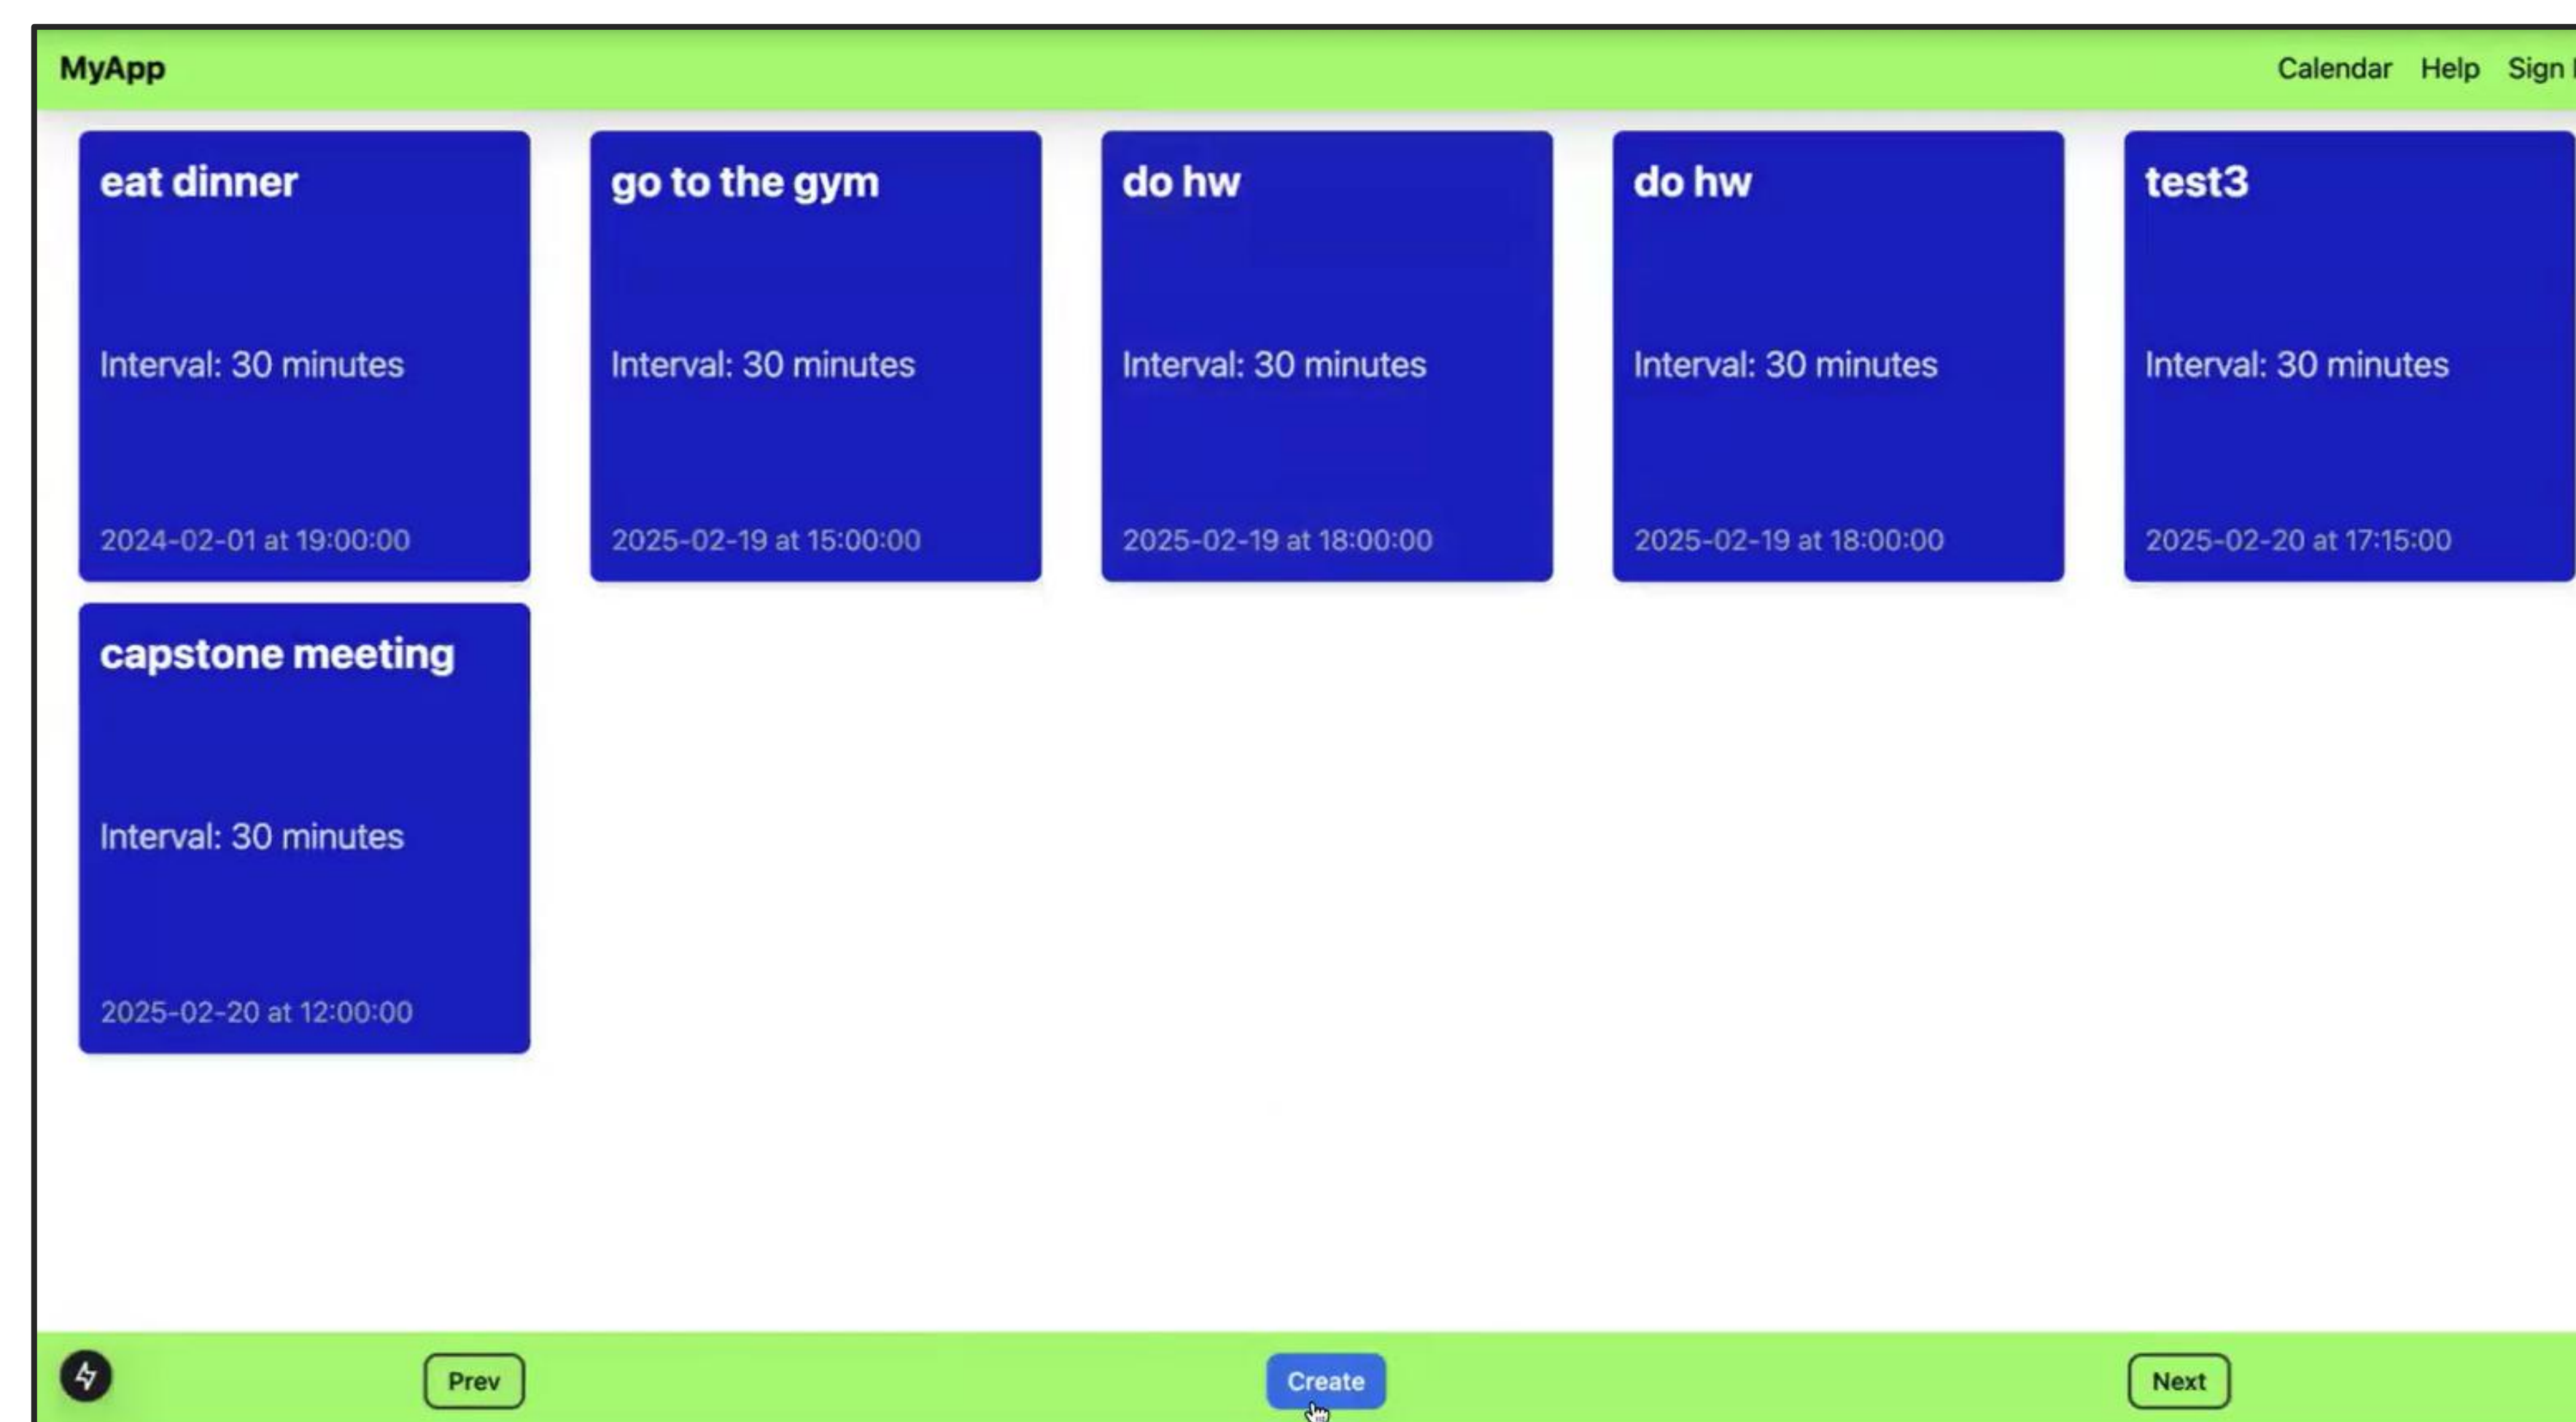 MyApp
Calendar Help Sign
eat dinner
Interval: 30 minutes
2024-02-01 at 19:00:00
go to the gym
Interval: 30 minutes
2025-02-19 at 15:00:00
do hw
Interval: 30 minutes
2025-02-19 at 18:00:00
do hw
Interval: 30 minutes
2025-02-19 at 18:00:00
test3
Interval: 30 minutes
2025-02-20 at 17:15:00
capstone meeting
Interval: 30 minutes
2025-02-20 at 12:00:00
Prev
Create
Next